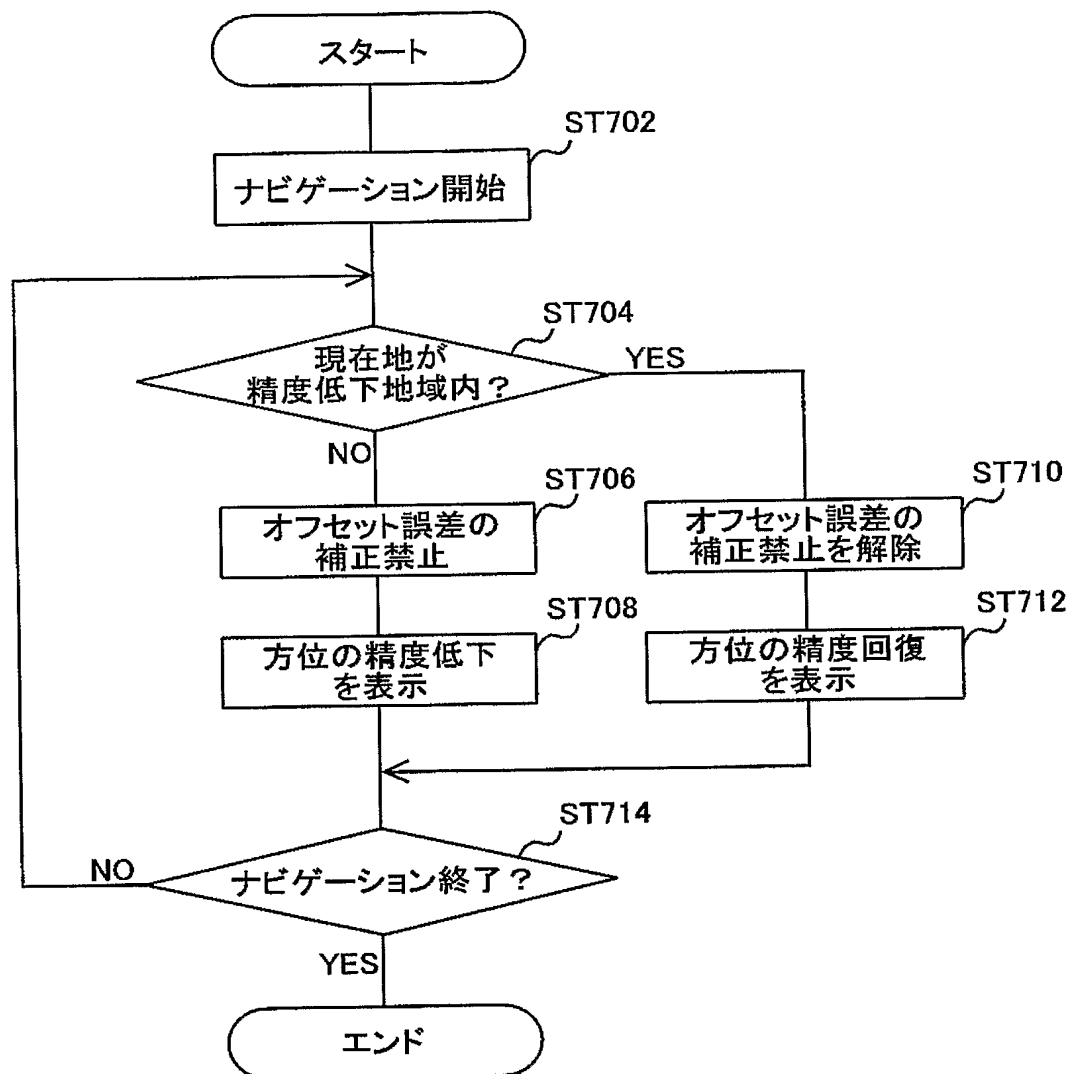 スタート
ST702
ナビゲーション開始
ST704
現在地が
精度低下地域内？
YES
NO
ST706
オフセット誤差の
補正禁止
ST710
オフセット誤差の
補正禁止を解除
ST708
方位の精度低下
を表示
ST712
方位の精度回復
を表示
ST714
ナビゲーション終了？
NO
YES
エンド